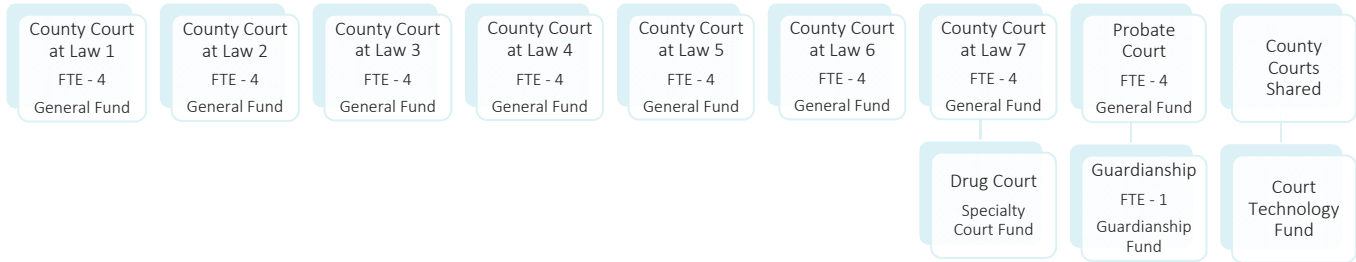 County Court
at Law 1
FTE - 4
General Fund
County Court
at Law 2
FTE - 4
General Fund
County Court
at Law 3
FTE - 4
General Fund
County Court
at Law 4
FTE - 4
General Fund
County Court
at Law 5
FTE - 4
General Fund
County Court
at Law 6
FTE - 4
General Fund
County Court
at Law 7
FTE - 4
General Fund
Probate
Court
FTE - 4
General Fund
County
Courts
Shared
Drug Court
Specialty
Court Fund
Guardianship
FTE - 1
Guardianship
Fund
Court
Technology
Fund